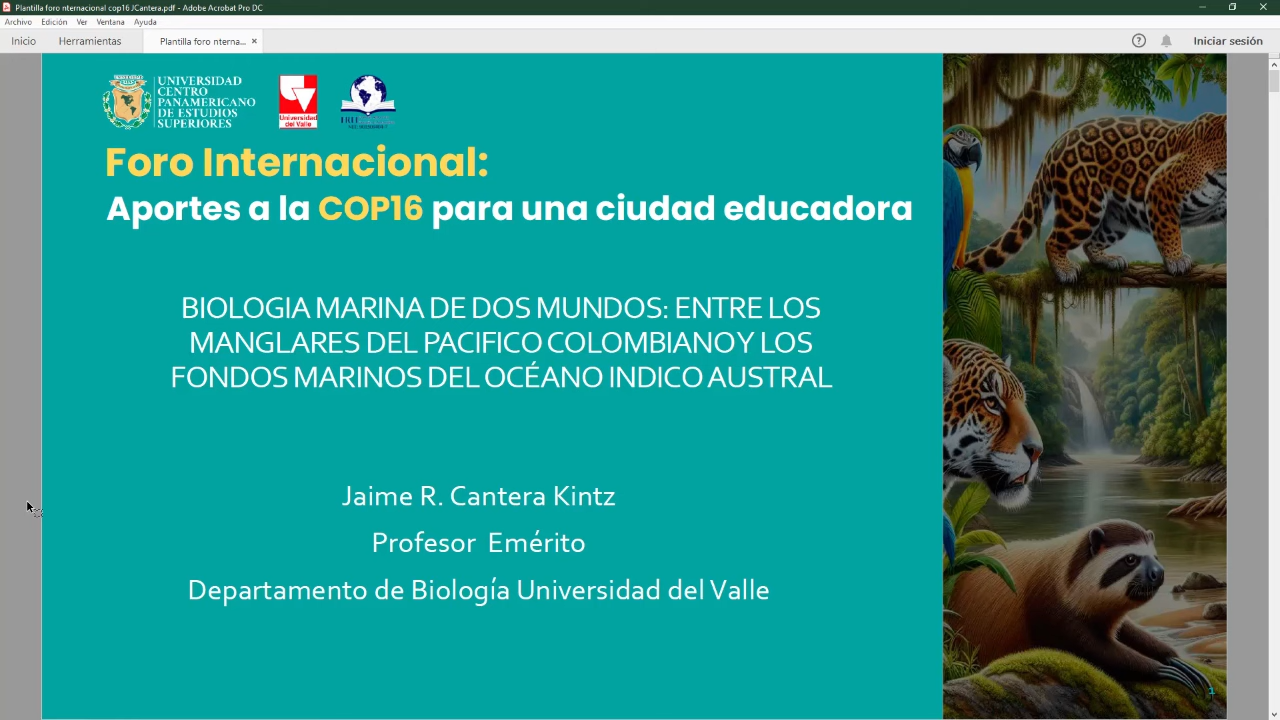 Plantilla foro nternacional cop16 JCantera.pdf - Adobe Acrobat Pro DC
Archivo Edición Ver Ventana Ayuda
Inicio Herramientas Plantilla foro nterna... × Iniciar sesión
UNIVERSIDAD
CENTRO
PANAMERICANO
DE ESTUDIOS
SUPERIORES
Universidad
del Valle
Foro Internacional:
Aportes a la COP16 para una ciudad educadora
BIOLOGIA MARINA DE DOS MUNDOS: ENTRE LOS
MANGLARES DEL PACIFICO COLOMBIANO Y LOS
FONDOS MARINOS DEL OCÉANO INDICO AUSTRAL
Jaime R. Cantera Kintz
Profesor Emérito
Departamento de Biología Universidad del Valle
1